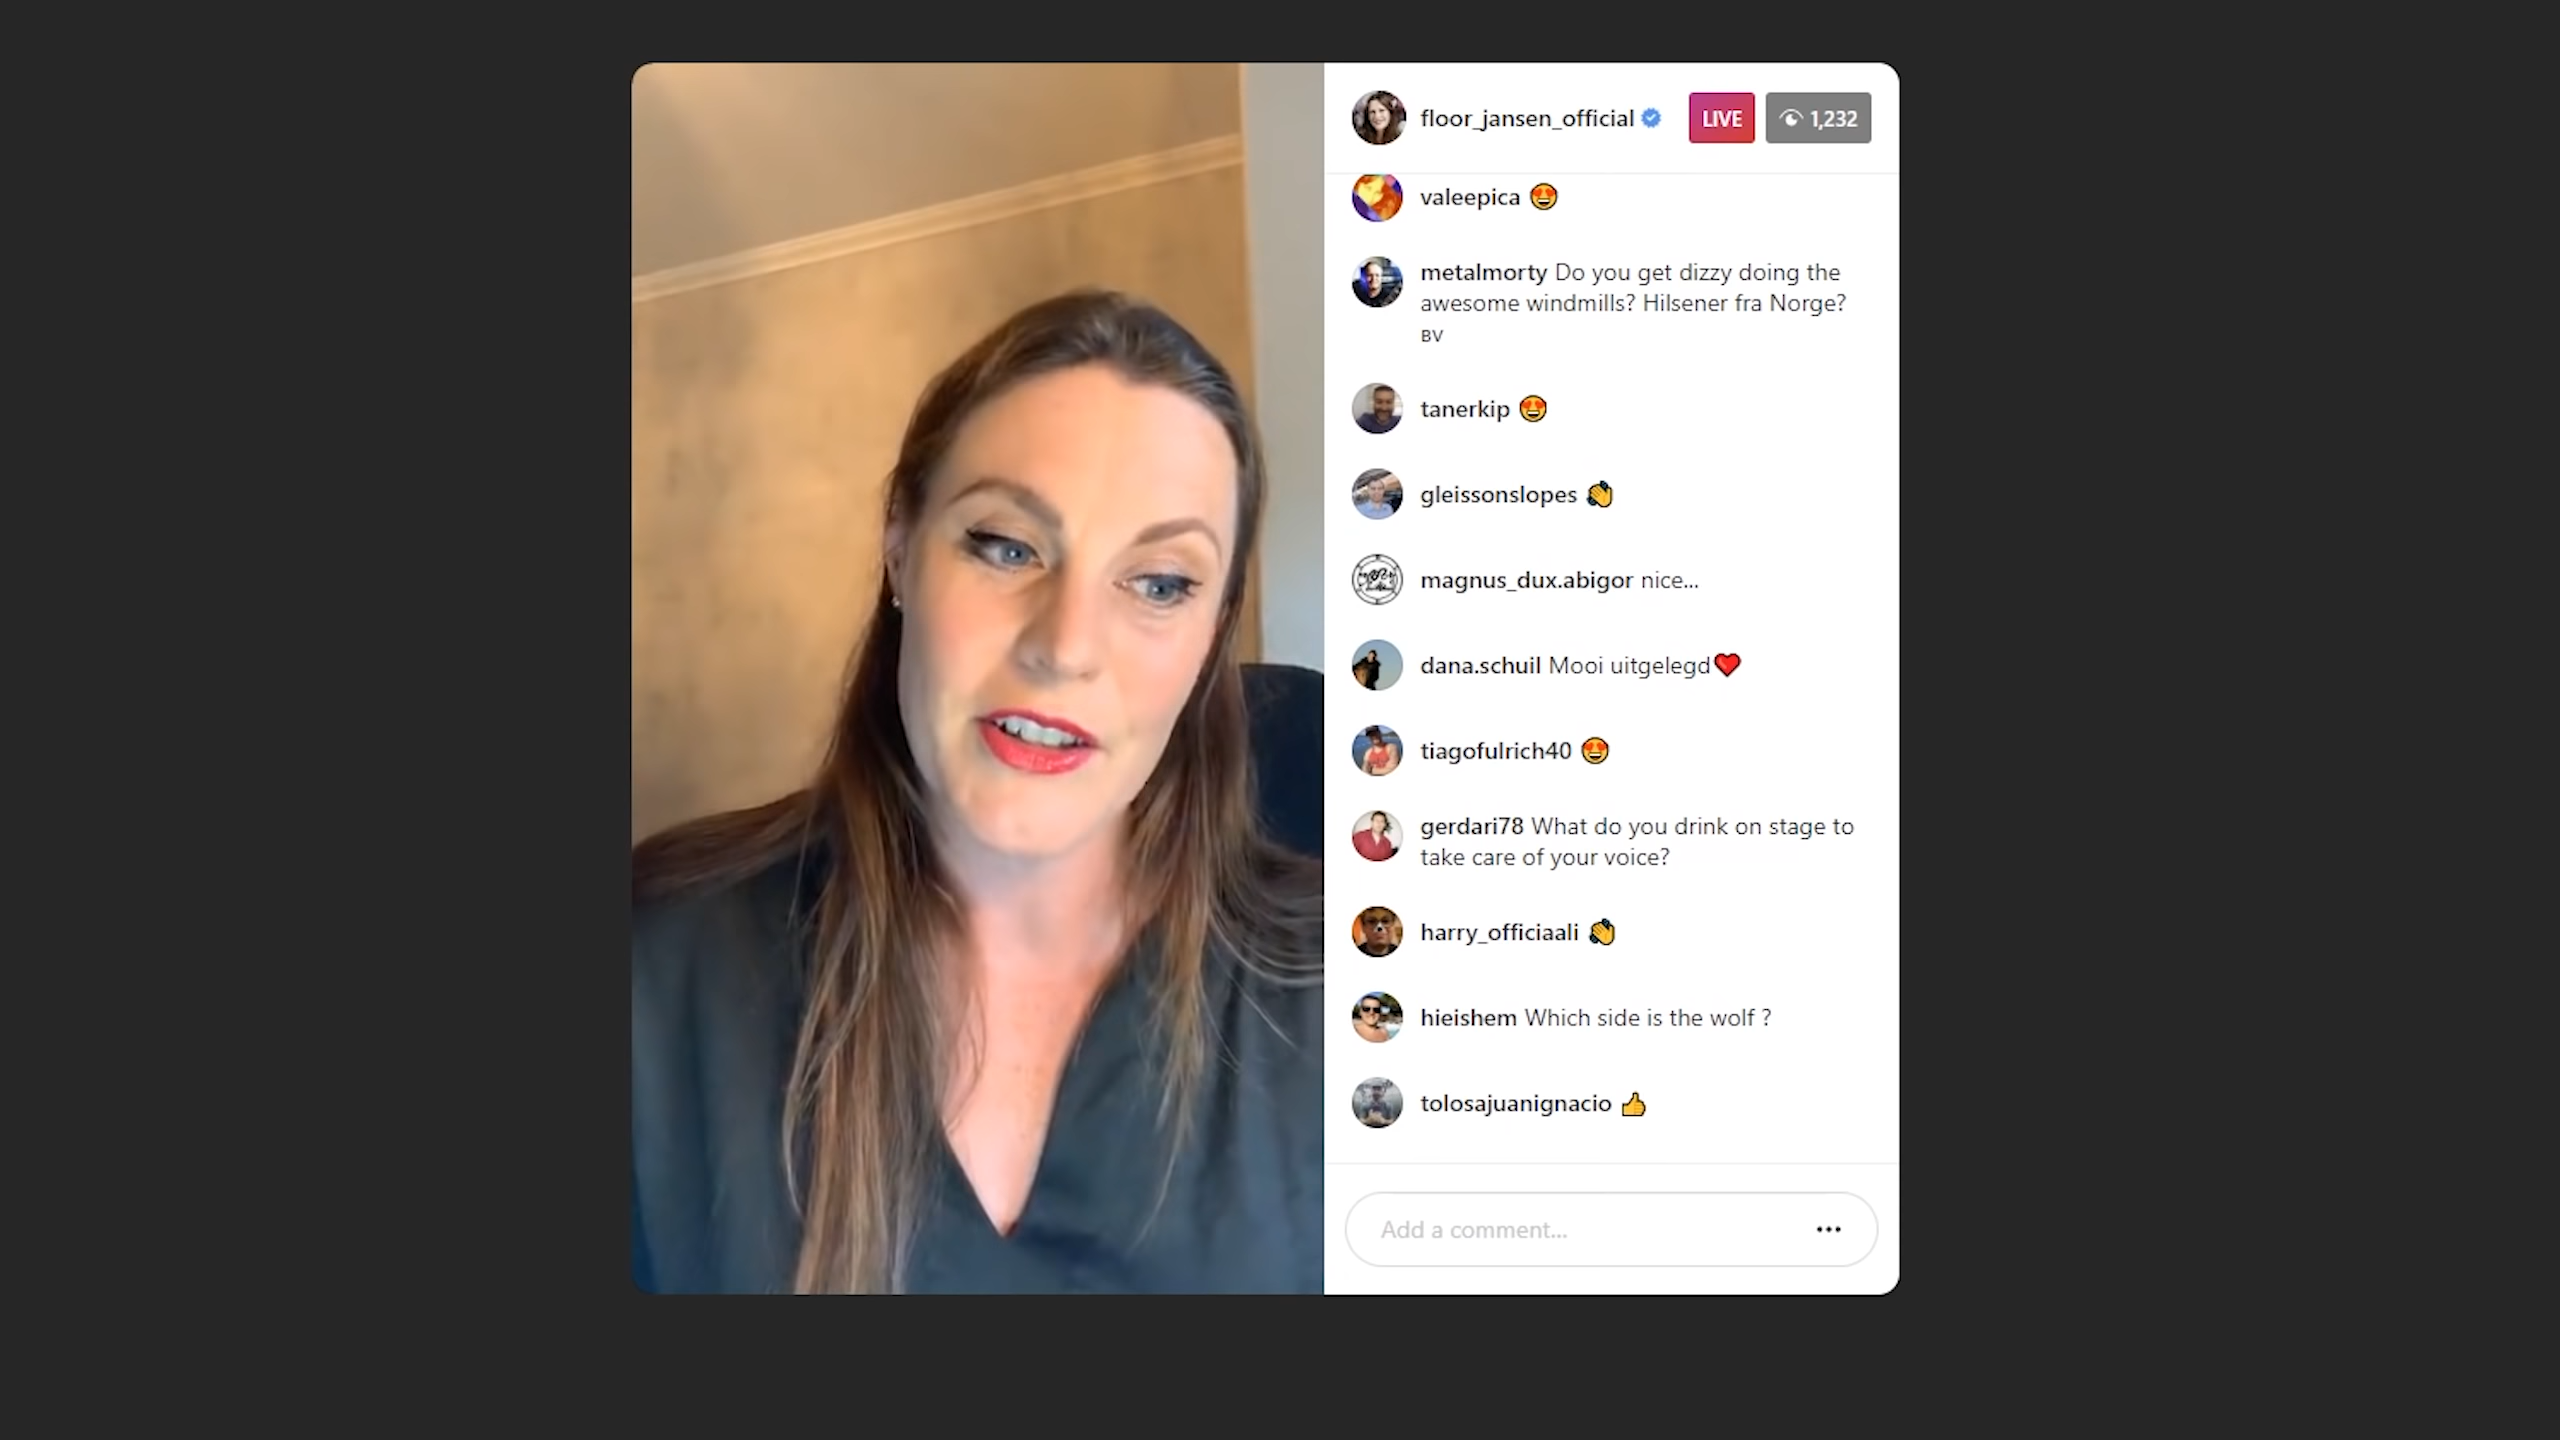 floor_jansen_official LIVE 1,232
valeepica 😍
metalmorty Do you get dizzy doing the
awesome windmills? Hilsener fra Norge?
BV
tanerkip 😍
gleissonslopes 👏
magnus_dux.abigor nice...
dana.schuil Mooi uitgelegd❤️
tiagofulrich40 😍
gerdari78 What do you drink on stage to
take care of your voice?
harry_officiaali 👏
hieishem Which side is the wolf ?
tolosajuanignacio 👍
Add a comment...